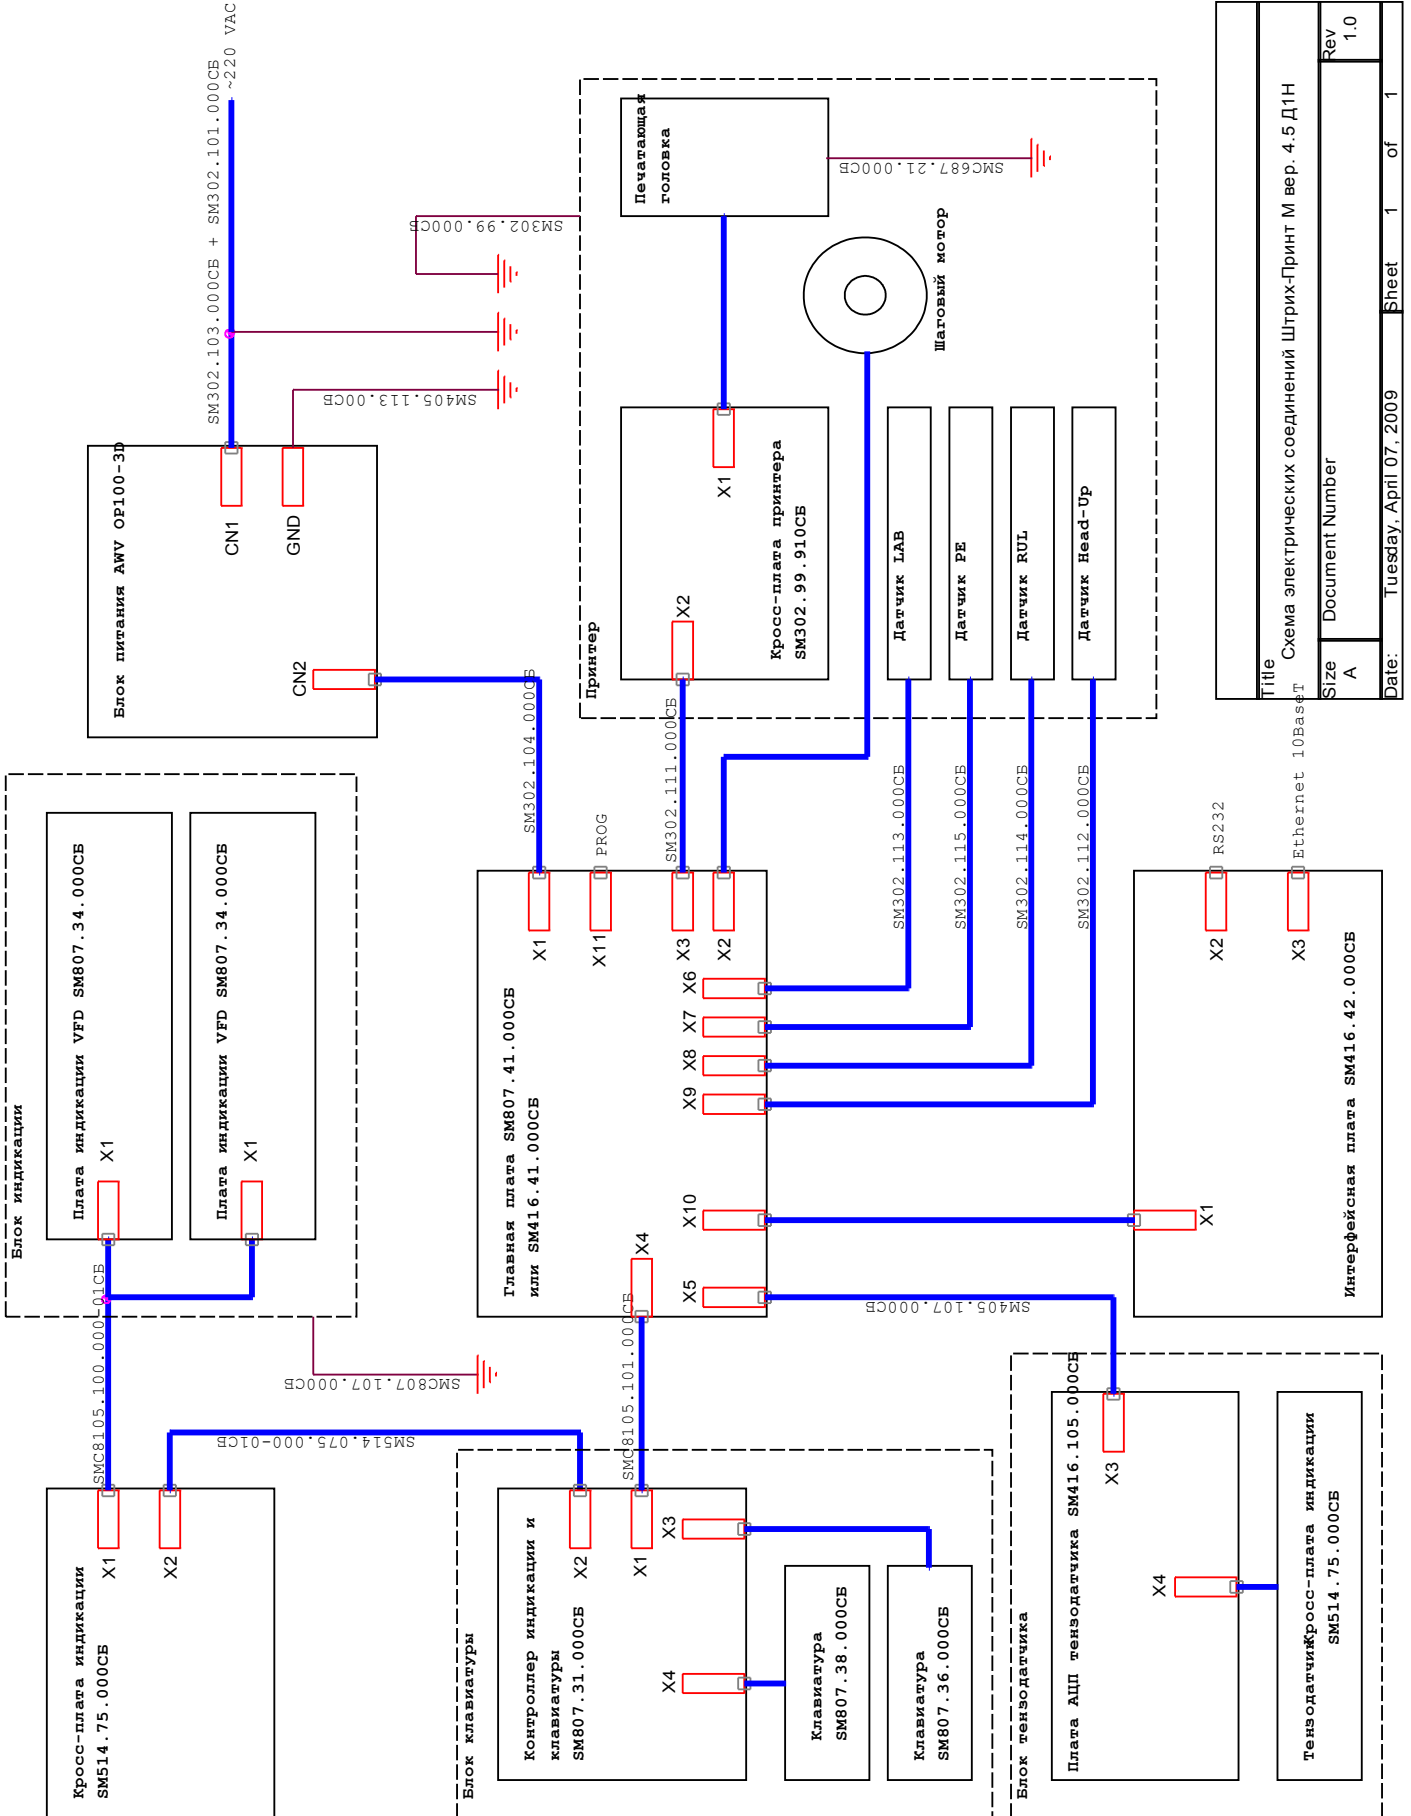 Кросс-плата индикации
SM514.75.000СБ
X1
X2
SMC8105.100.000-01СБ
SM514.075.000-01СБ
Блок индикации
Плата индикации VFD SM807.34.000СБ
X1
Плата индикации VFD SM807.34.000СБ
X1
SMC807.107.000СБ
Блок питания AWV OP100-3D
CN1
GND
CN2
SM302.103.000СБ + SM302.101.000СБ
~220 VAC
SM405.113.00СБ
SM302.99.000СБ
SM302.104.000СБ
Блок клавиатуры
Контроллер индикации и
клавиатуры
SM807.31.000СБ
X2
X1
X3
X4
Клавиатура
SM807.38.000СБ
Клавиатура
SM807.36.000СБ
SMC8105.101.000СБ
Главная плата SM807.41.000СБ
или SM416.41.000СБ
X1
X11
PROG
X3
X2
X6
X7
X8
X9
X10
X4
X5
SM302.111.000СБ
SM405.107.000СБ
Принтер
Печатающая
головка
SMC687.21.000СБ
Шаговый мотор
Кросс-плата принтера
SM302.99.910СБ
X1
X2
Датчик LAB
Датчик PE
Датчик RUL
Датчик Head-Up
SM302.113.000СБ
SM302.115.000СБ
SM302.114.000СБ
SM302.112.000СБ
Блок тензодатчика
Плата АЦП тензодатчика SM416.105.000СБ
X3
X4
Тензодатчик
Кросс-плата индикации
SM514.75.000СБ
Интерфейсная плата SM416.42.000СБ
X1
X2
RS232
X3
Ethernet 10BaseT
Title
Схема электрических соединений Штрих-Принт М вер. 4.5 Д1Н
Size
A
Document Number
Rev
1.0
Date:
Tuesday, April 07, 2009
Sheet 1 of 1